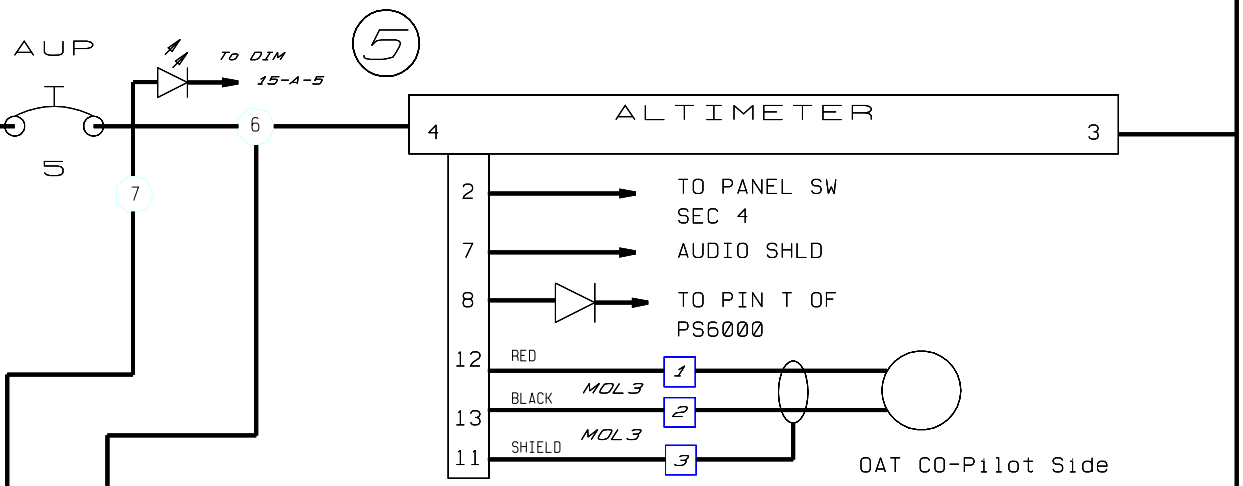 AUP
5
To DIM
15-A-5
5
6
7
ALTIMETER
4
3
2
TO PANEL SW
SEC 4
7
AUDIO SHLD
8
TO PIN T OF
PS6000
12
RED
1
MOL3
BLACK
13
2
MOL3
SHIELD
11
3
OAT CO-Pilot Side